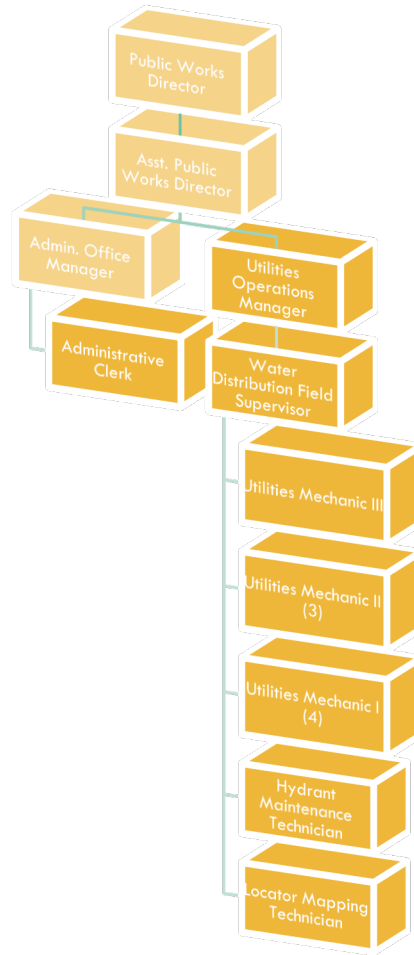 Public Works
Director
Asst. Public
Works Director
Admin. Office
Manager
Utilities
Operations
Manager
Administrative
Clerk
Water
Distribution Field
Supervisor
Utilities Mechanic III
Utilities Mechanic II
(3)
Utilities Mechanic I
(4)
Hydrant
Maintenance
Technician
Locator Mapping
Technician